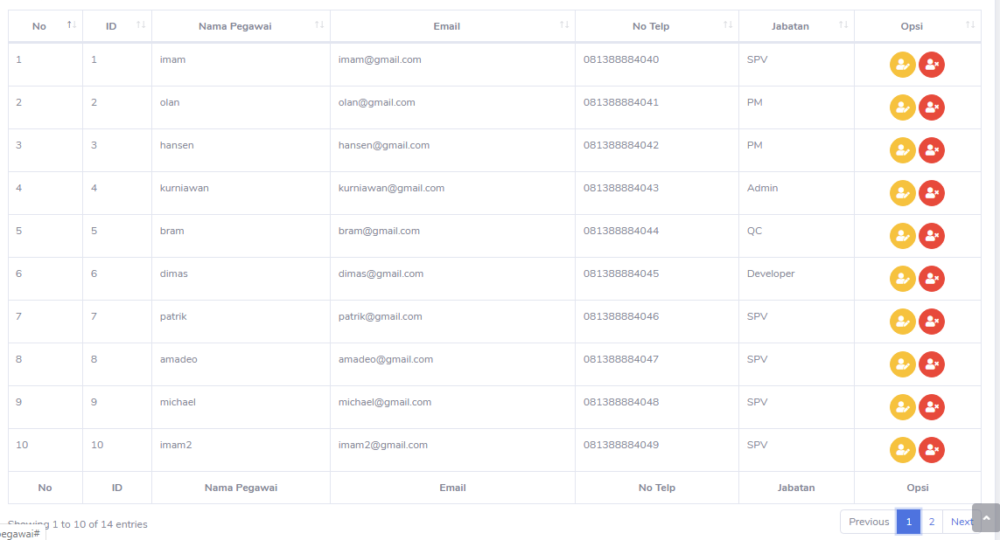 No ID Nama Pegawai Email No Telp Jabatan Opsi
1 1 imam imam@gmail.com 081388884040 SPV
2 2 olan olan@gmail.com 081388884041 PM
3 3 hansen hansen@gmail.com 081388884042 PM
4 4 kurniawan kurniawan@gmail.com 081388884043 Admin
5 5 bram bram@gmail.com 081388884044 QC
6 6 dimas dimas@gmail.com 081388884045 Developer
7 7 patrik patrik@gmail.com 081388884046 SPV
8 8 amadeo amadeo@gmail.com 081388884047 SPV
9 9 michael michael@gmail.com 081388884048 SPV
10 10 imam2 imam2@gmail.com 081388884049 SPV
No ID Nama Pegawai Email No Telp Jabatan Opsi
Showing 1 to 10 of 14 entries Previous 1 2 Next
egawai#